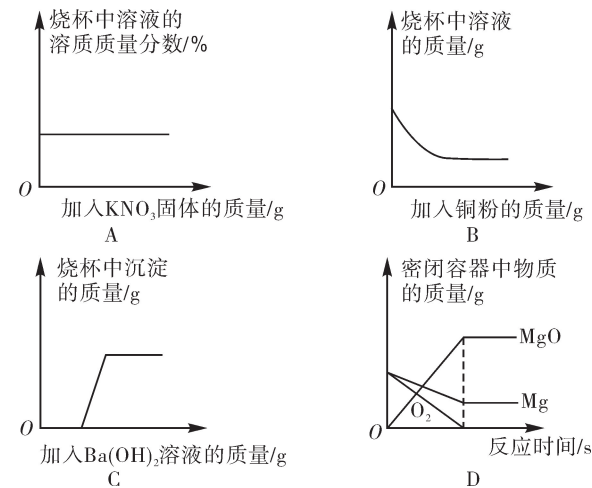 烧杯中溶液的
溶质质量分数/%
O
加入KNO₃固体的质量/g
A
烧杯中溶液
的质量/g
O
加入铜粉的质量/g
B
烧杯中沉淀
的质量/g
O
加入Ba(OH)₂溶液的质量/g
C
密闭容器中物质
的质量/g
MgO
Mg
O₂
O
反应时间/s
D